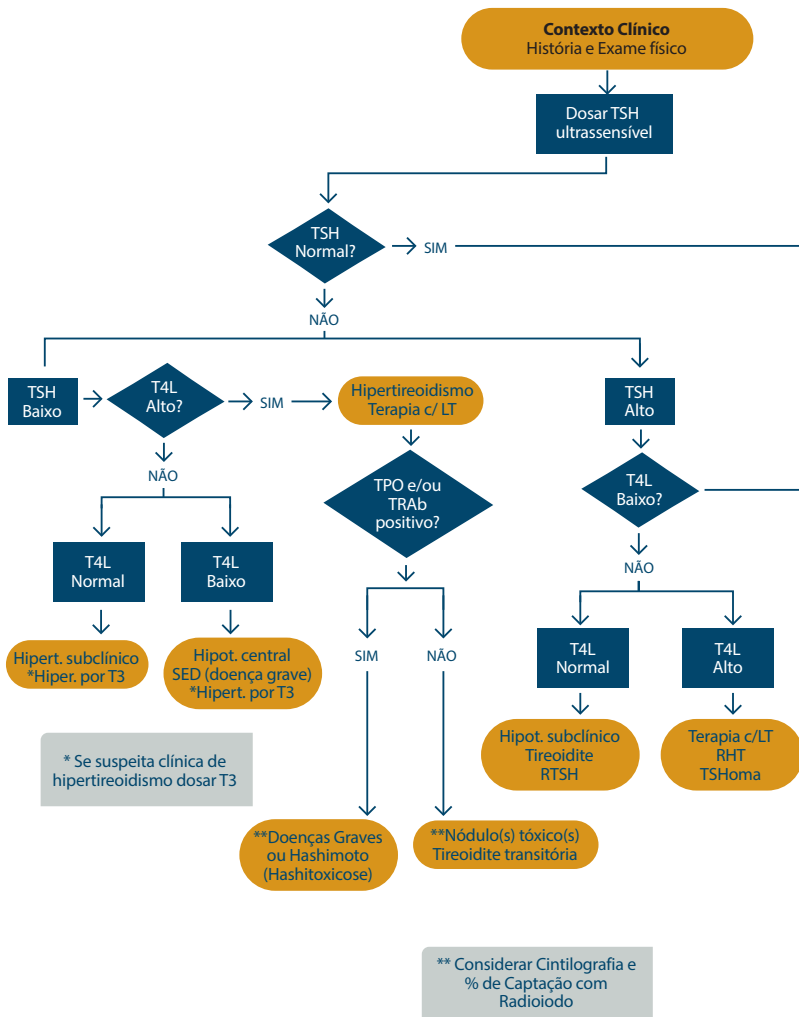 Contexto Clínico
História e Exame físico
Dosar TSH
ultrassensível
TSH
Normal?
SIM
NÃO
TSH
Baixo
T4L
Alto?
SIM
Hipertireoidismo
Terapia c/ LT
TSH
Alto
NÃO
TPO e/ou
TRAb
positivo?
T4L
Baixo?
T4L
Normal
T4L
Baixo
NÃO
Hipert. subclínico
*Hiper. por T3
Hipot. central
SED (doença grave)
*Hipert. por T3
SIM
NÃO
T4L
Normal
T4L
Alto
Hipot. subclínico
Tireoidite
RTSH
Terapia c/LT
RHT
TSHoma
* Se suspeita clínica de
hipertireoidismo dosar T3
**Doenças Graves
ou Hashimoto
(Hashitoxicose)
**Nódulo(s) tóxico(s)
Tireoidite transitória
** Considerar Cintilografia e
% de Captação com
Radioiodo